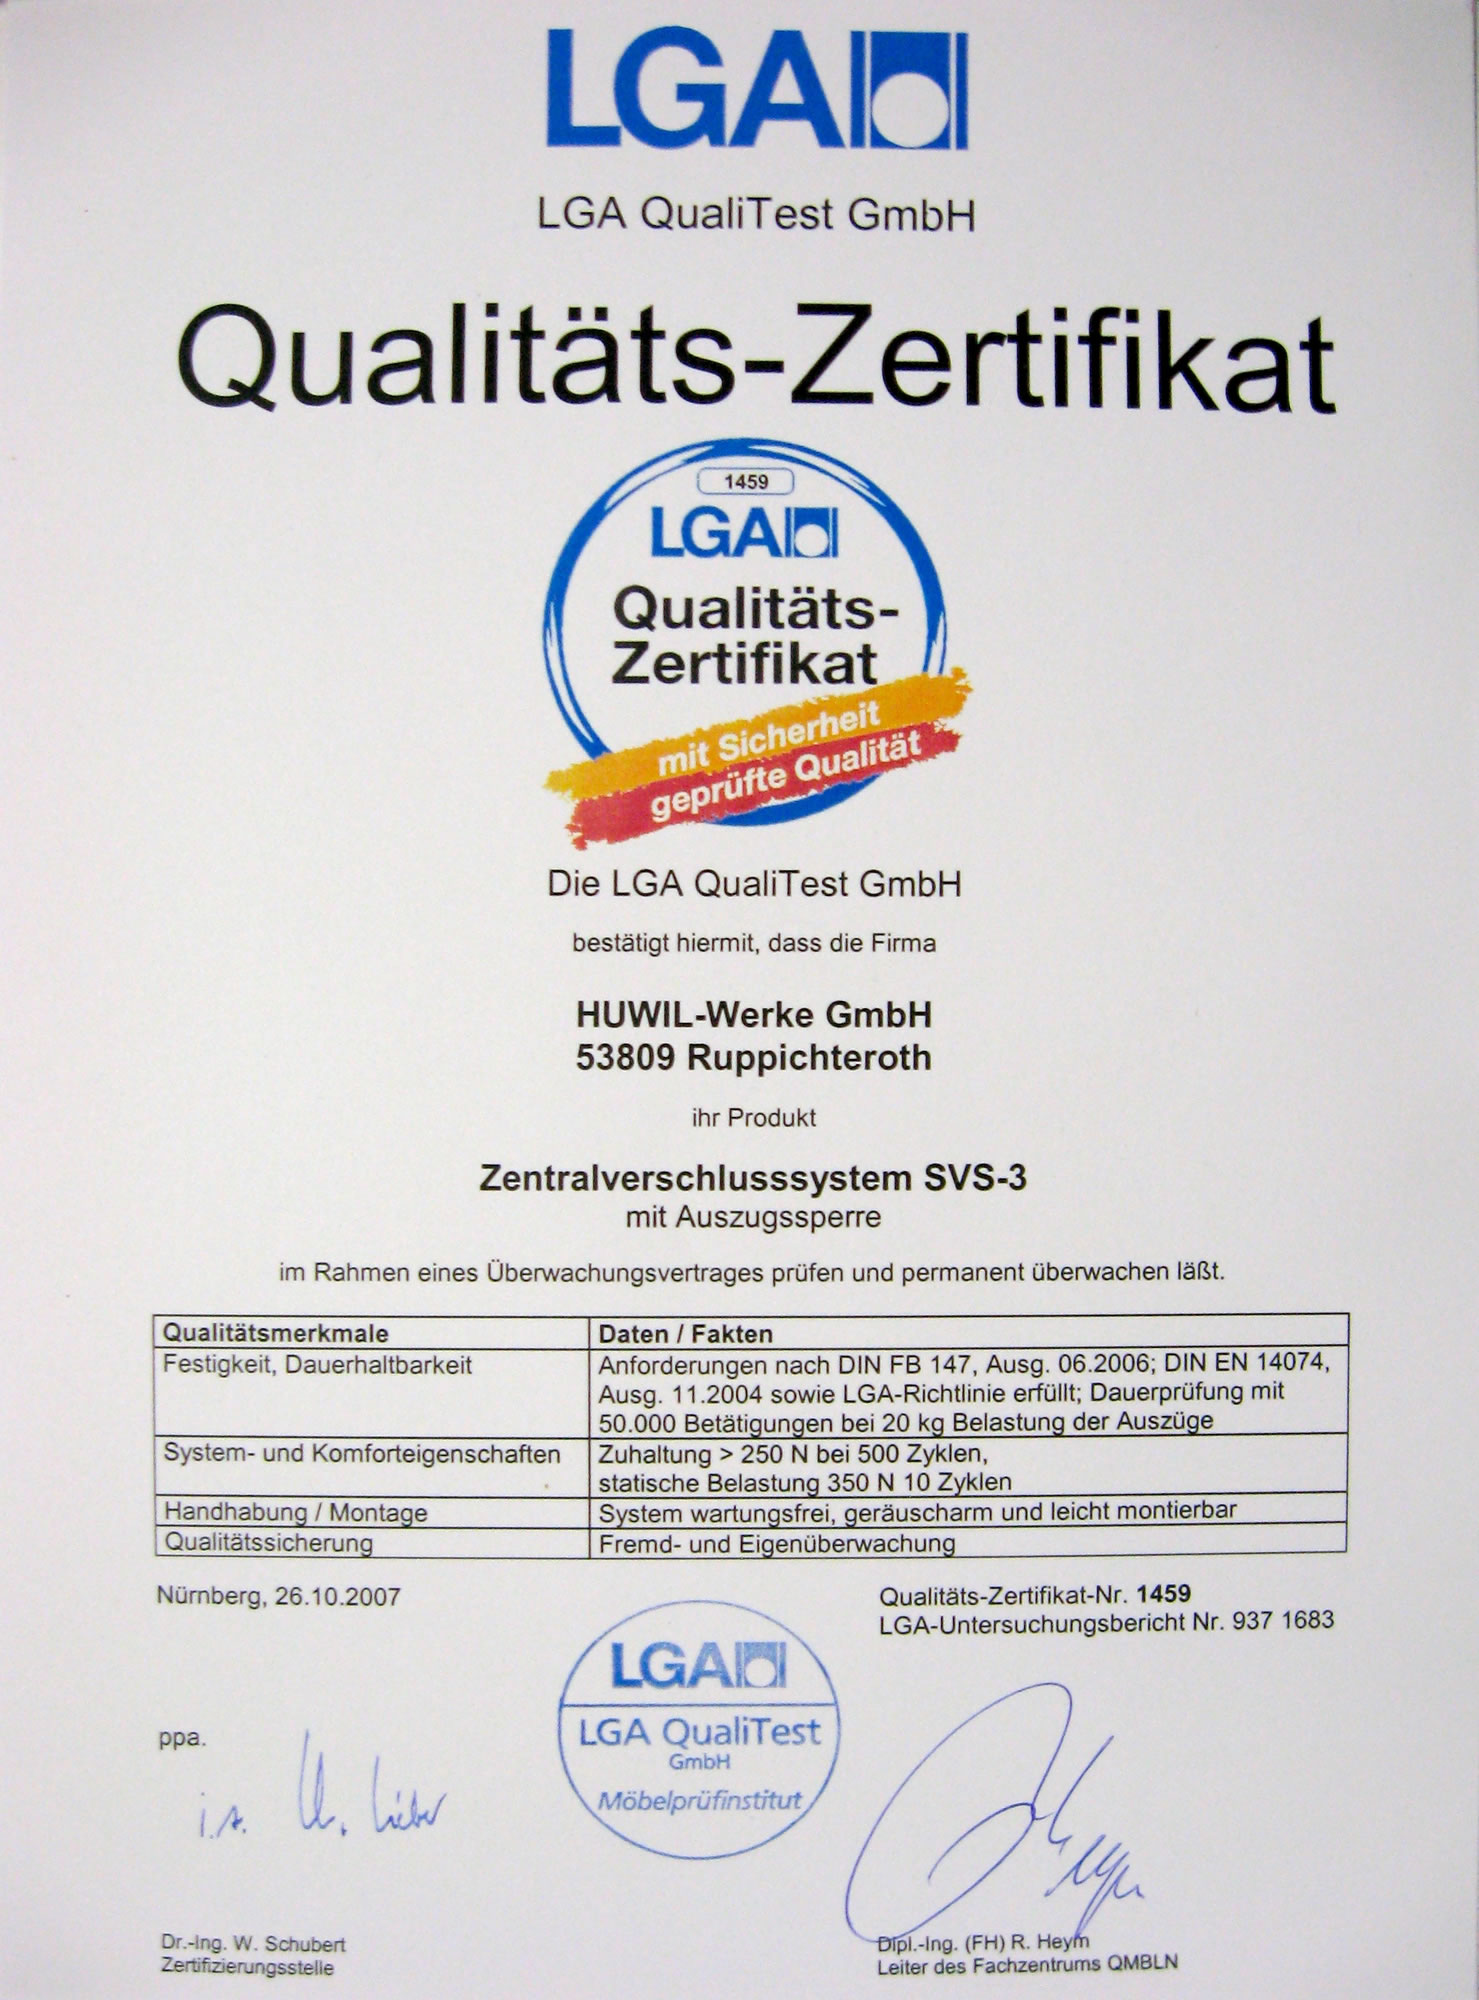 LGA
LGA QualiTest GmbH
Qualitäts-Zertifikat
1459
LGA
Qualitäts-
Zertifikat
mit Sicherheit
geprüfte Qualität
Die LGA QualiTest GmbH
bestätigt hiermit, dass die Firma
HUWIL-Werke GmbH
53809 Ruppichteroth
ihr Produkt
Zentralverschlusssystem SVS-3
mit Auszugssperre
im Rahmen eines Überwachungsvertrages prüfen und permanent überwachen läßt.
Qualitätsmerkmale Daten / Fakten
Festigkeit, Dauerhaltbarkeit Anforderungen nach DIN FB 147, Ausg. 06.2006; DIN EN 14074,
Ausg. 11.2004 sowie LGA-Richtlinie erfüllt; Dauerprüfung mit
50.000 Betätigungen bei 20 kg Belastung der Auszüge
System- und Komforteigenschaften Zuhaltung > 250 N bei 500 Zyklen,
statische Belastung 350 N 10 Zyklen
Handhabung / Montage System wartungsfrei, geräuscharm und leicht montierbar
Qualitätssicherung Fremd- und Eigenüberwachung
Nürnberg, 26.10.2007
Qualitäts-Zertifikat-Nr. 1459
LGA-Untersuchungsbericht Nr. 937 1683
LGA
LGA QualiTest
GmbH
Möbelprüfinstitut
ppa.
Dr.-Ing. W. Schubert
Zertifizierungsstelle
Dipl.-Ing. (FH) R. Heym
Leiter des Fachzentrums QMBLN